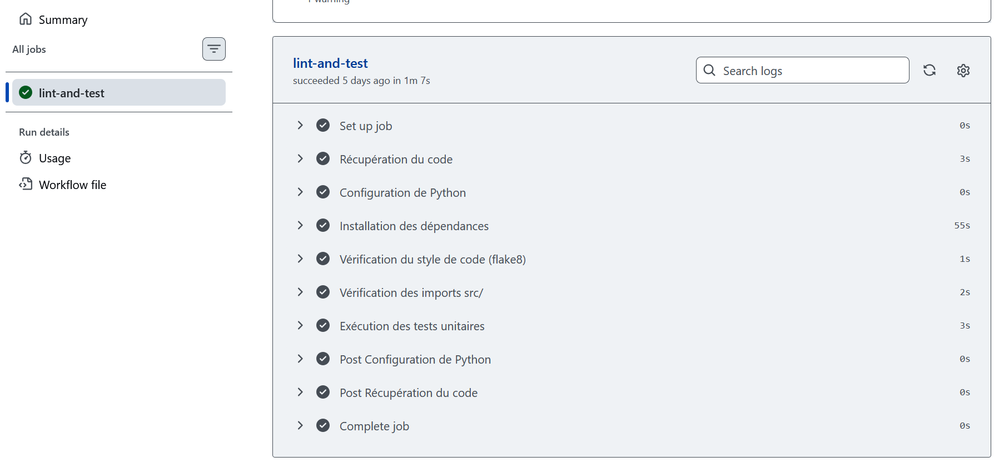 Summary
All jobs
lint-and-test
Run details
Usage
Workflow file
1 warning
lint-and-test
succeeded 5 days ago in 1m 7s
Search logs
Set up job 0s
Récupération du code 3s
Configuration de Python 0s
Installation des dépendances 55s
Vérification du style de code (flake8) 1s
Vérification des imports src/ 2s
Exécution des tests unitaires 3s
Post Configuration de Python 0s
Post Récupération du code 0s
Complete job 0s